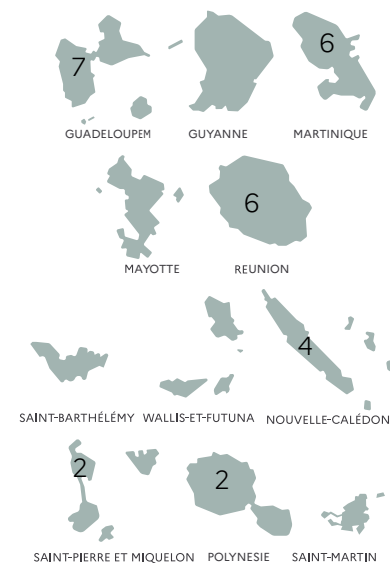 7
6
GUADELOUPEM GUYANNE MARTINIQUE
6
MAYOTTE REUNION
4
SAINT-BARTHÉLÉMY WALLIS-ET-FUTUNA NOUVELLE-CALÉDON
2
2
SAINT-PIERRE ET MIQUELON POLYNESIE SAINT-MARTIN